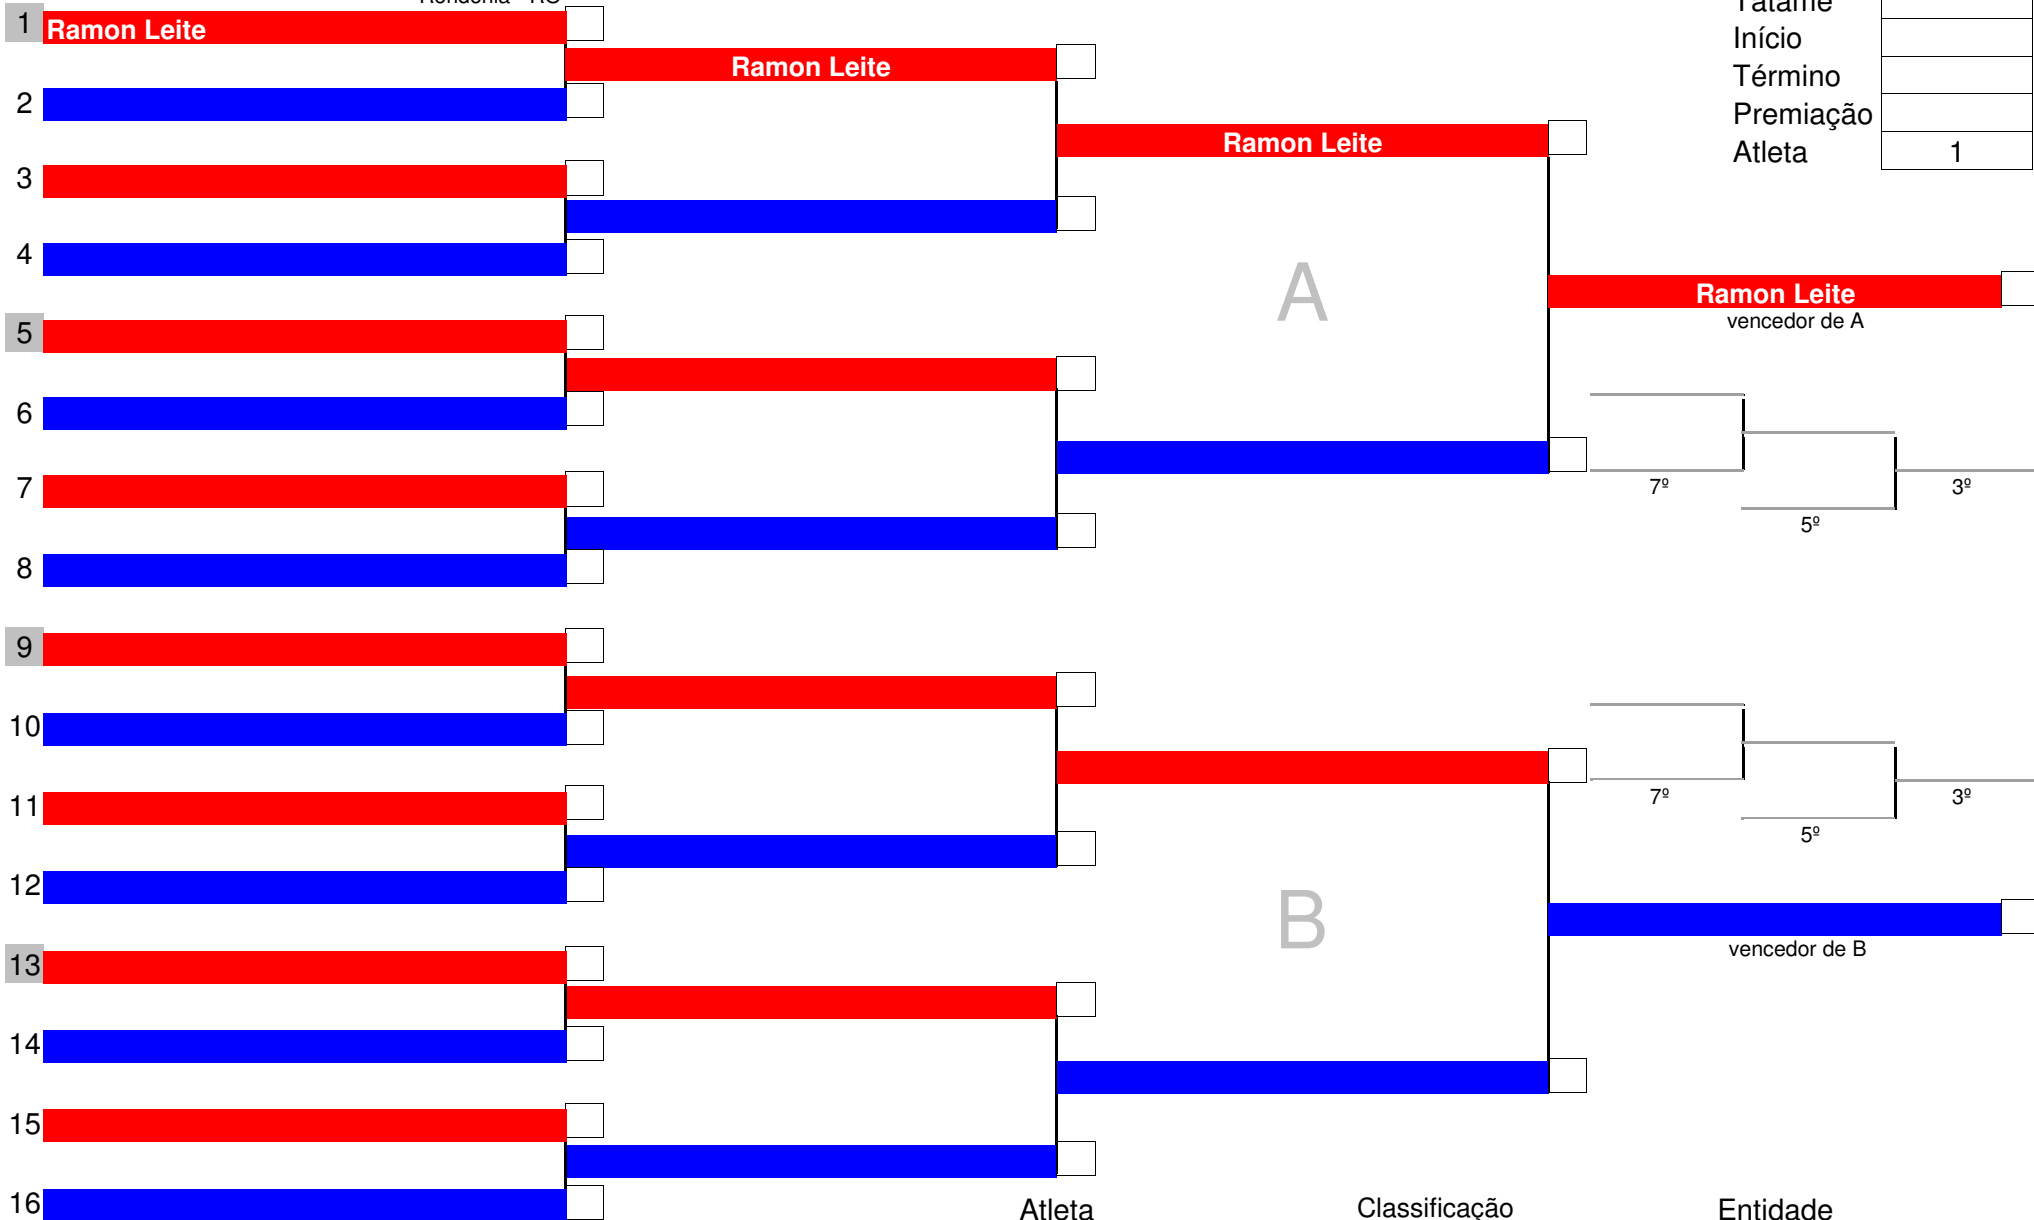 1 Ramon Leite
Tatame
Início
Ramon Leite
Término
2
Premiação
Ramon Leite
Atleta 1
3
4
A
Ramon Leite
vencedor de A
5
6
7º 3º
7
5º
8
9
10
7º 3º
11
5º
12
B
vencedor de B
13
14
15
16
Atleta Classificação Entidade